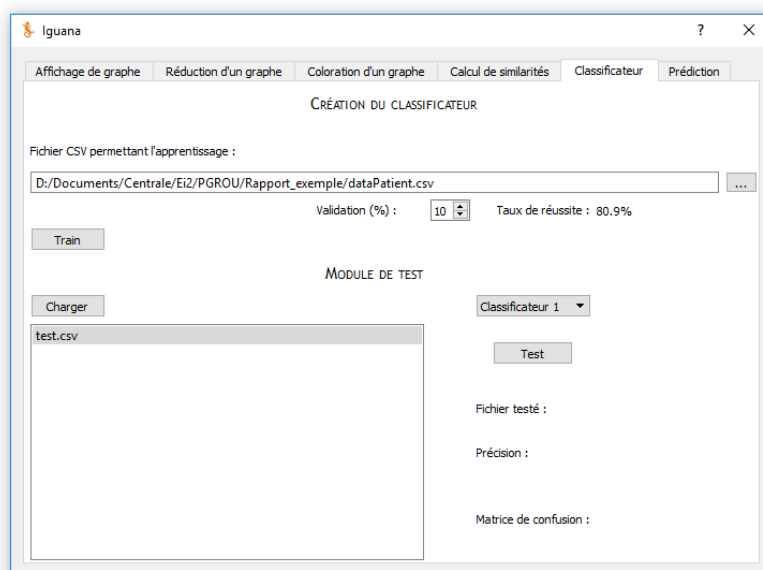 Iguana
?
Affichage de graphe
Réduction d'un graphe
Coloration d'un graphe
Calcul de similarités
Classificateur
Prédiction
CRÉATION DU CLASSIFICATEUR
Fichier CSV permettant l'apprentissage :
D:/Documents/Centrale/Ei2/PGROU/Rapport_exemple/dataPatient.csv
...
Validation (%) : 10 Taux de réussite : 80.9%
Train
MODULE DE TEST
Charger
Classificateur 1
test.csv
Test
Fichier testé :
Précision :
Matrice de confusion :